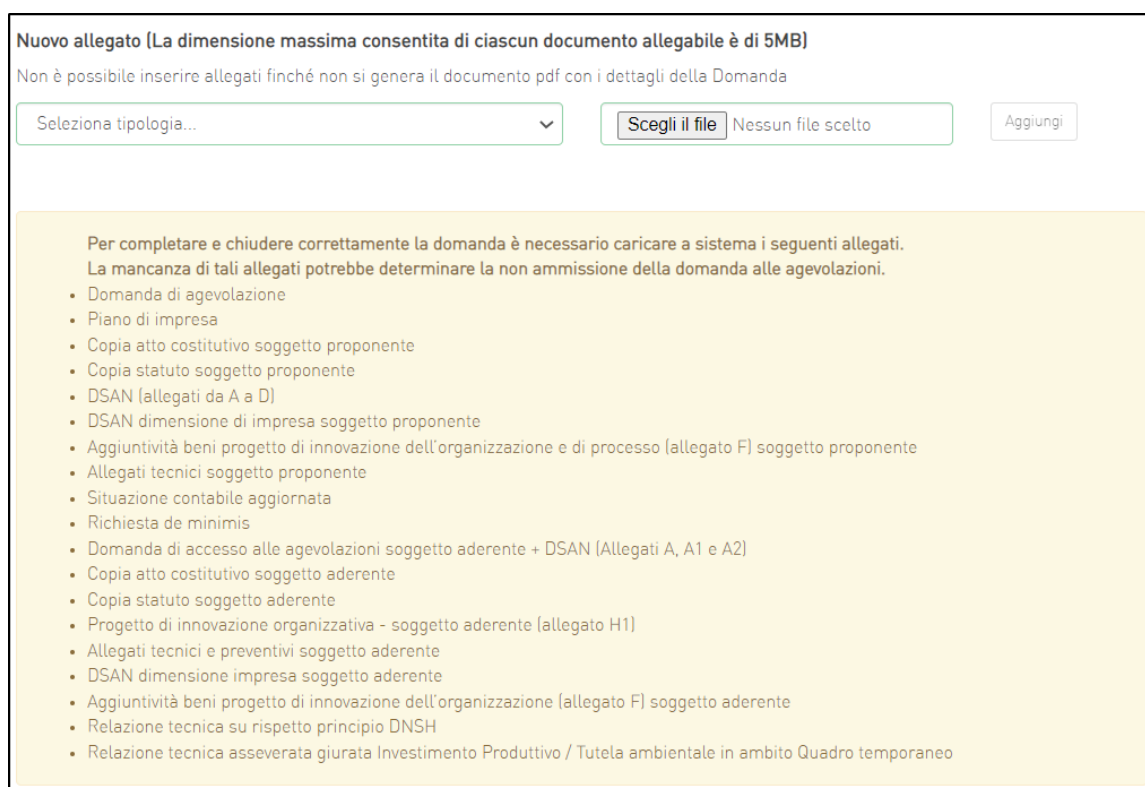 Nuovo allegato (La dimensione massima consentita di ciascun documento allegabile è di 5MB)
Non è possibile inserire allegati finché non si genera il documento pdf con i dettagli della Domanda
Seleziona tipologia... Scegli il file Nessun file scelto Aggiungi
Per completare e chiudere correttamente la domanda è necessario caricare a sistema i seguenti allegati.
La mancanza di tali allegati potrebbe determinare la non ammissione della domanda alle agevolazioni.
• Domanda di agevolazione
• Piano di impresa
• Copia atto costitutivo soggetto proponente
• Copia statuto soggetto proponente
• DSAN (allegati da A a D)
• DSAN dimensione di impresa soggetto proponente
• Aggiuntività beni progetto di innovazione dell'organizzazione e di processo (allegato F) soggetto proponente
• Allegati tecnici soggetto proponente
• Situazione contabile aggiornata
• Richiesta de minimis
• Domanda di accesso alle agevolazioni soggetto aderente + DSAN (Allegati A, A1 e A2)
• Copia atto costitutivo soggetto aderente
• Copia statuto soggetto aderente
• Progetto di innovazione organizzativa - soggetto aderente (allegato H1)
• Allegati tecnici e preventivi soggetto aderente
• DSAN dimensione impresa soggetto aderente
• Aggiuntività beni progetto di innovazione dell'organizzazione (allegato F) soggetto aderente
• Relazione tecnica su rispetto principio DNSH
• Relazione tecnica asseverata giurata Investimento Produttivo / Tutela ambientale in ambito Quadro temporaneo